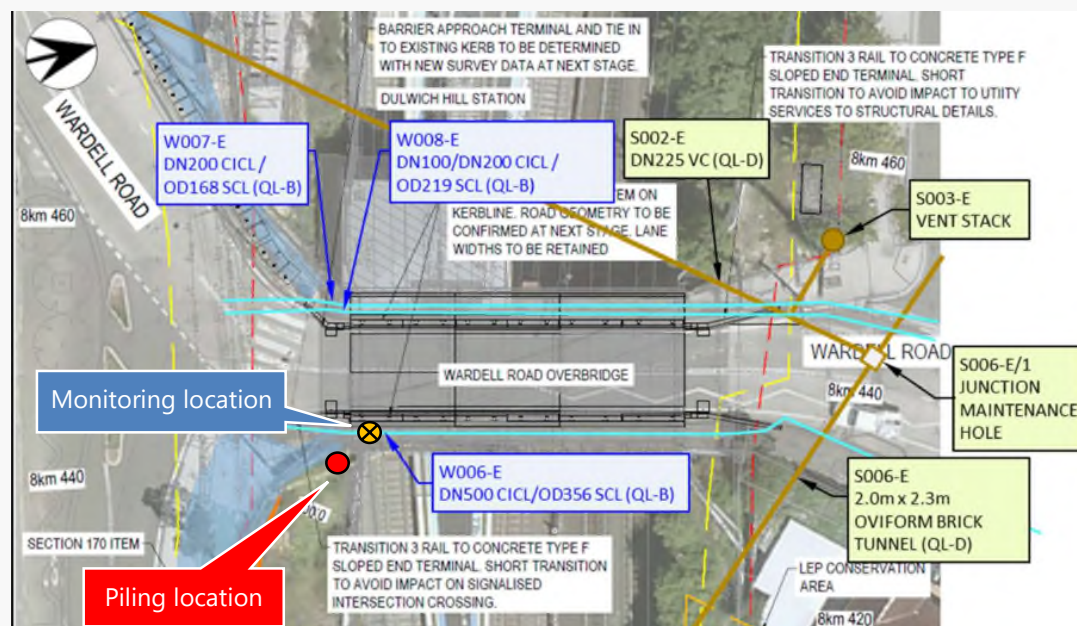 BARRIER APPROACH TERMINAL AND TIE IN
TO EXISTING KERB TO BE DETERMINED
WITH NEW SURVEY DATA AT NEXT STAGE.
DULWICH HILL STATION
TRANSITION 3 RAIL TO CONCRETE TYPE F
SLOPED END TERMINAL. SHORT
TRANSITION TO AVOID IMPACT TO UTIITY
SERVICES TO STRUCTURAL DETAILS.
WARDELL ROAD
W007-E
DN200 CICL /
OD168 SCL (QL-B)
W008-E
DN100/DN200 CICL /
OD219 SCL (QL-B)
S002-E
DN225 VC (QL-D)
8km 460
S003-E
VENT STACK
8km 460
EM ON
KERBLINE. ROAD GEOMETRY TO BE
CONFIRMED AT NEXT STAGE. LANE
WIDTHS TO BE RETAINED
WARDELL ROAD
WARDELL ROAD OVERBRIDGE
8km 440
S006-E/1
JUNCTION
MAINTENANCE
HOLE
Monitoring location
W006-E
DN500 CICL/OD356 SCL (QL-B)
8km 440
S006-E
2.0m x 2.3m
OVIFORM BRICK
TUNNEL (QL-D)
SECTION 170 ITEM
TRANSITION 3 RAIL TO CONCRETE TYPE F
SLOPED END TERMINAL. SHORT TRANSITION
TO AVOID IMPACT ON SIGNALISED
INTERSECTION CROSSING.
LEP CONSERVATION
AREA
Piling location
8km 420